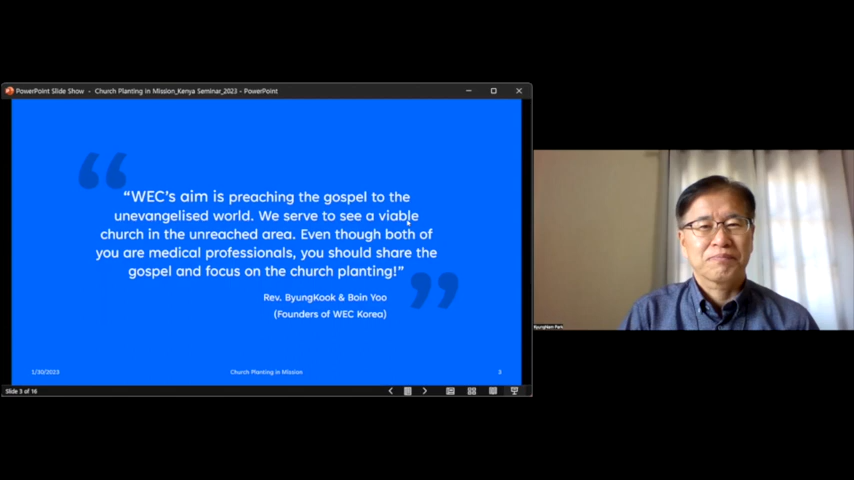 PowerPoint Slide Show - Church Planting in Mission_Kenya Seminar_2023 - PowerPoint
“WEC’s aim is preaching the gospel to the
unevangelised world. We serve to see a viable
church in the unreached area. Even though both of
you are medical professionals, you should share the
gospel and focus on the church planting!”
Rev. ByungKook & Boin Yoo
(Founders of WEC Korea)
1/30/2023
Church Planting in Mission
3
Slide 3 of 16
ByungNam Park